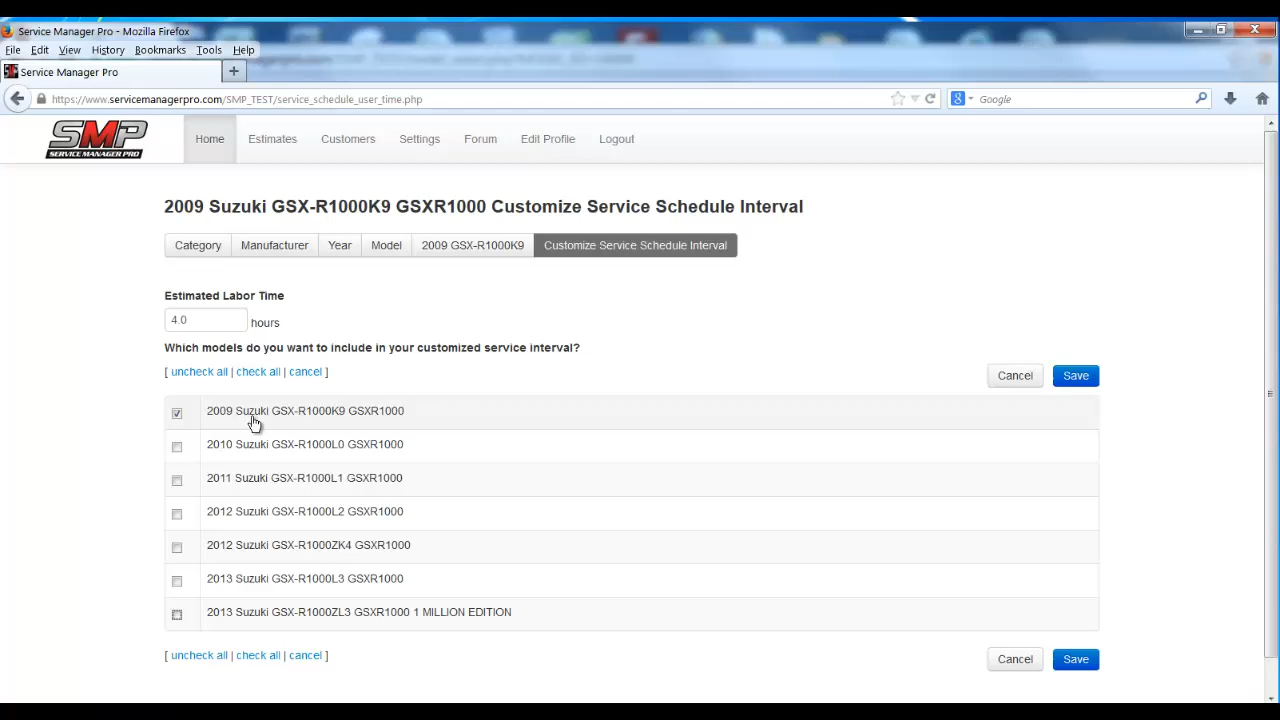 Service Manager Pro - Mozilla Firefox
File Edit View History Bookmarks Tools Help
Service Manager Pro
https://www.servicemanagerpro.com/SMP_TEST/service_schedule_user_time.php
Google
SMP
SERVICE MANAGER PRO
Home Estimates Customers Settings Forum Edit Profile Logout
2009 Suzuki GSX-R1000K9 GSXR1000 Customize Service Schedule Interval
Category Manufacturer Year Model 2009 GSX-R1000K9 Customize Service Schedule Interval
Estimated Labor Time
4.0 hours
Which models do you want to include in your customized service interval?
[ uncheck all | check all | cancel ]
Cancel Save
2009 Suzuki GSX-R1000K9 GSXR1000
2010 Suzuki GSX-R1000L0 GSXR1000
2011 Suzuki GSX-R1000L1 GSXR1000
2012 Suzuki GSX-R1000L2 GSXR1000
2012 Suzuki GSX-R1000ZK4 GSXR1000
2013 Suzuki GSX-R1000L3 GSXR1000
2013 Suzuki GSX-R1000ZL3 GSXR1000 1 MILLION EDITION
[ uncheck all | check all | cancel ]
Cancel Save